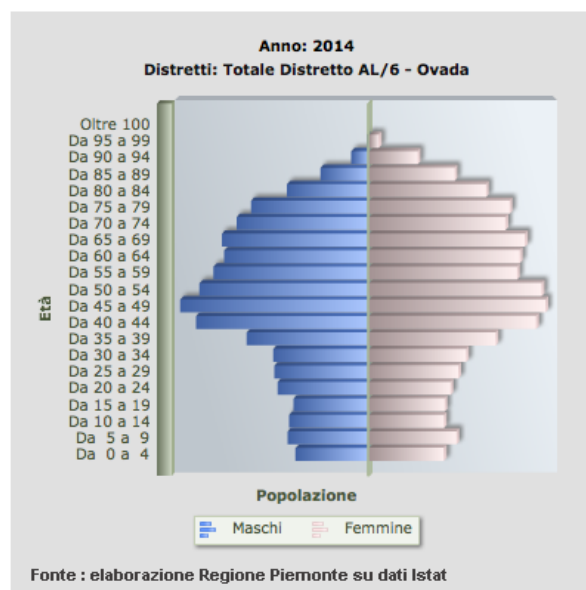 Anno: 2014
Distretti: Totale Distretto AL/6 - Ovada
Oltre 100
Da 95 a 99
Da 90 a 94
Da 85 a 89
Da 80 a 84
Da 75 a 79
Da 70 a 74
Da 65 a 69
Da 60 a 64
Da 55 a 59
Da 50 a 54
Da 45 a 49
Da 40 a 44
Da 35 a 39
Da 30 a 34
Da 25 a 29
Da 20 a 24
Da 15 a 19
Da 10 a 14
Da 5 a 9
Da 0 a 4
Età
Popolazione
Maschi Femmine
Fonte : elaborazione Regione Piemonte su dati Istat